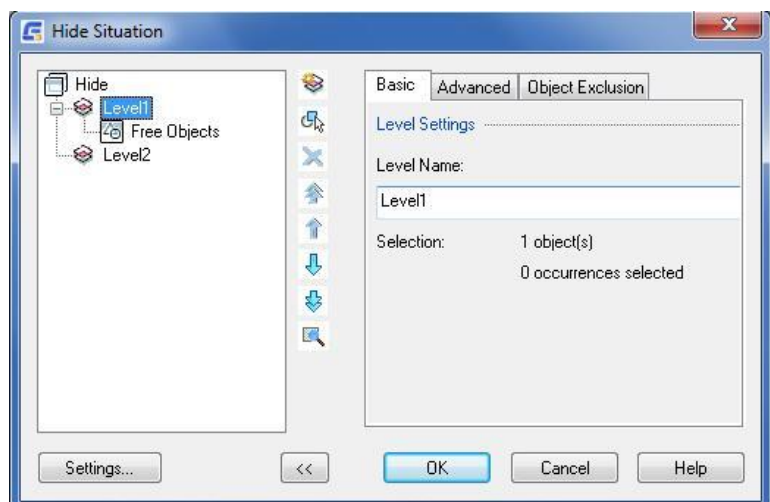 Hide Situation
Hide
Level1
Free Objects
Level2
Basic
Advanced
Object Exclusion
Level Settings
Level Name:
Level1
Selection:
1 object(s)
0 occurrences selected
Settings...
<<
OK
Cancel
Help